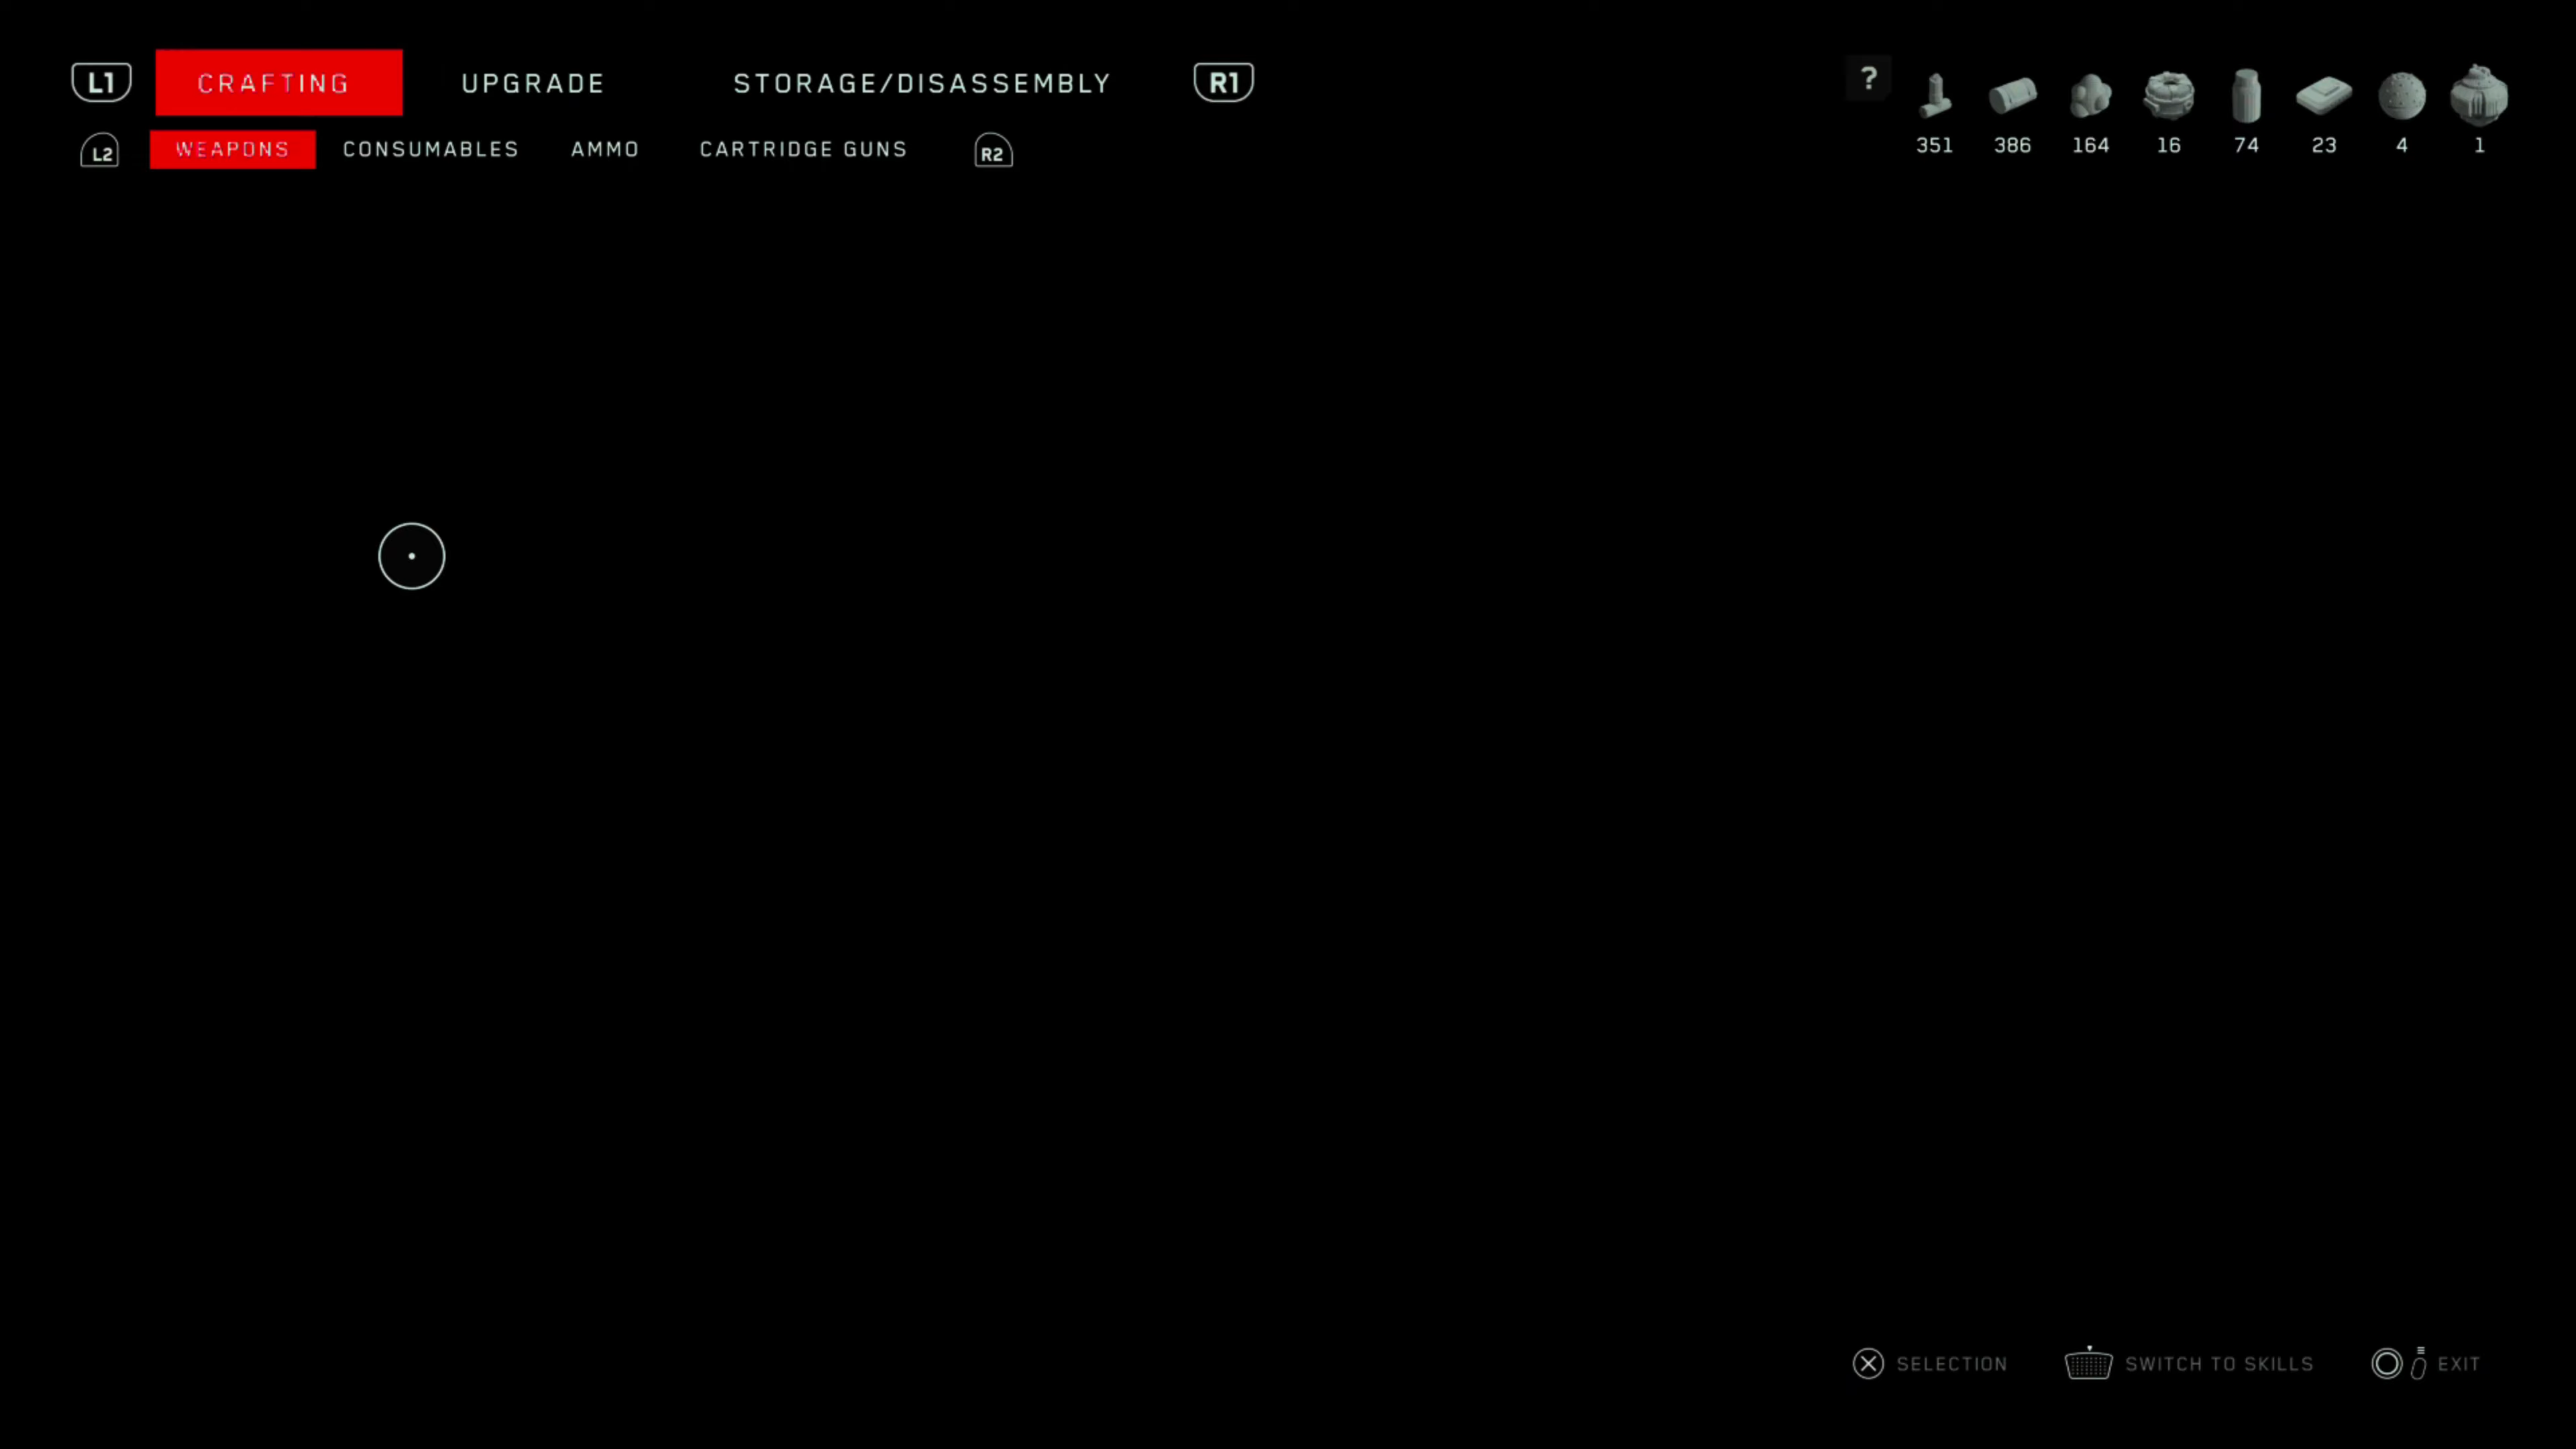 L1 CRAFTING UPGRADE STORAGE/DISASSEMBLY R1 ?
L2 WEAPONS CONSUMABLES AMMO CARTRIDGE GUNS R2
351 386 164 16 74 23 4 1
SELECTION SWITCH TO SKILLS EXIT